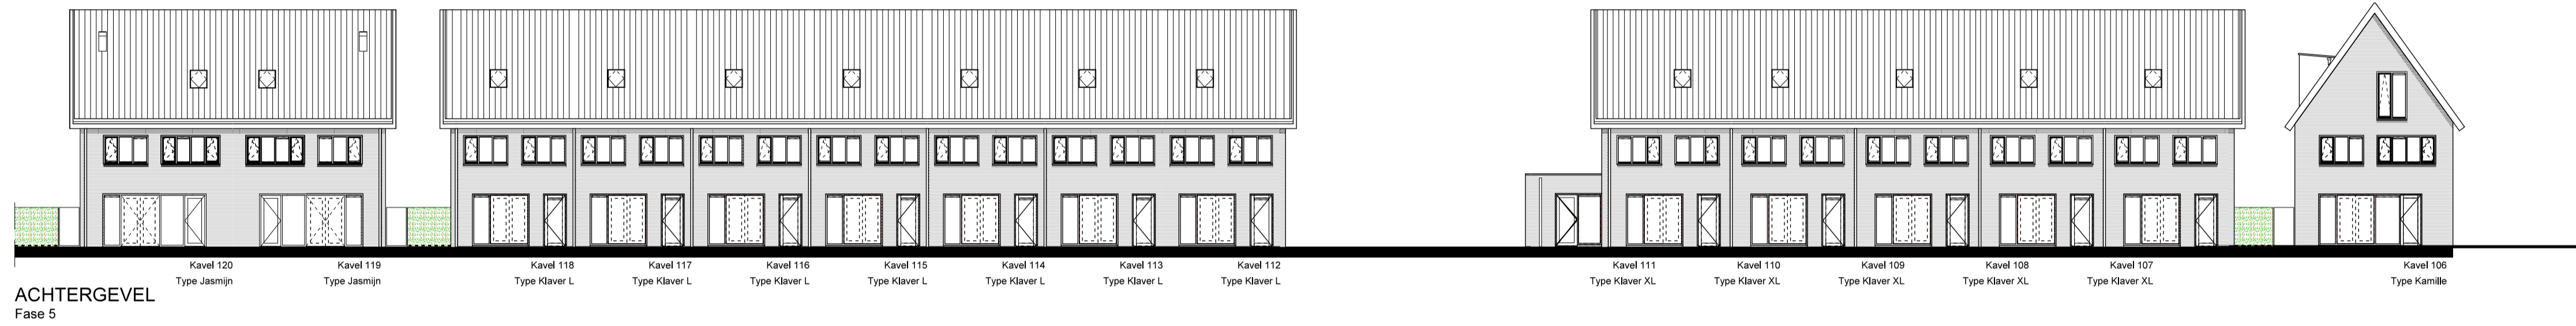 Kavel 120
Type Jasmijn
Kavel 119
Type Jasmijn
Kavel 118
Type Klaver L
Kavel 117
Type Klaver L
Kavel 116
Type Klaver L
Kavel 115
Type Klaver L
Kavel 114
Type Klaver L
Kavel 113
Type Klaver L
Kavel 112
Type Klaver L
Kavel 111
Type Klaver XL
Kavel 110
Type Klaver XL
Kavel 109
Type Klaver XL
Kavel 108
Type Klaver XL
Kavel 107
Type Klaver XL
Kavel 106
Type Kamille
ACHTERGEVEL
Fase 5